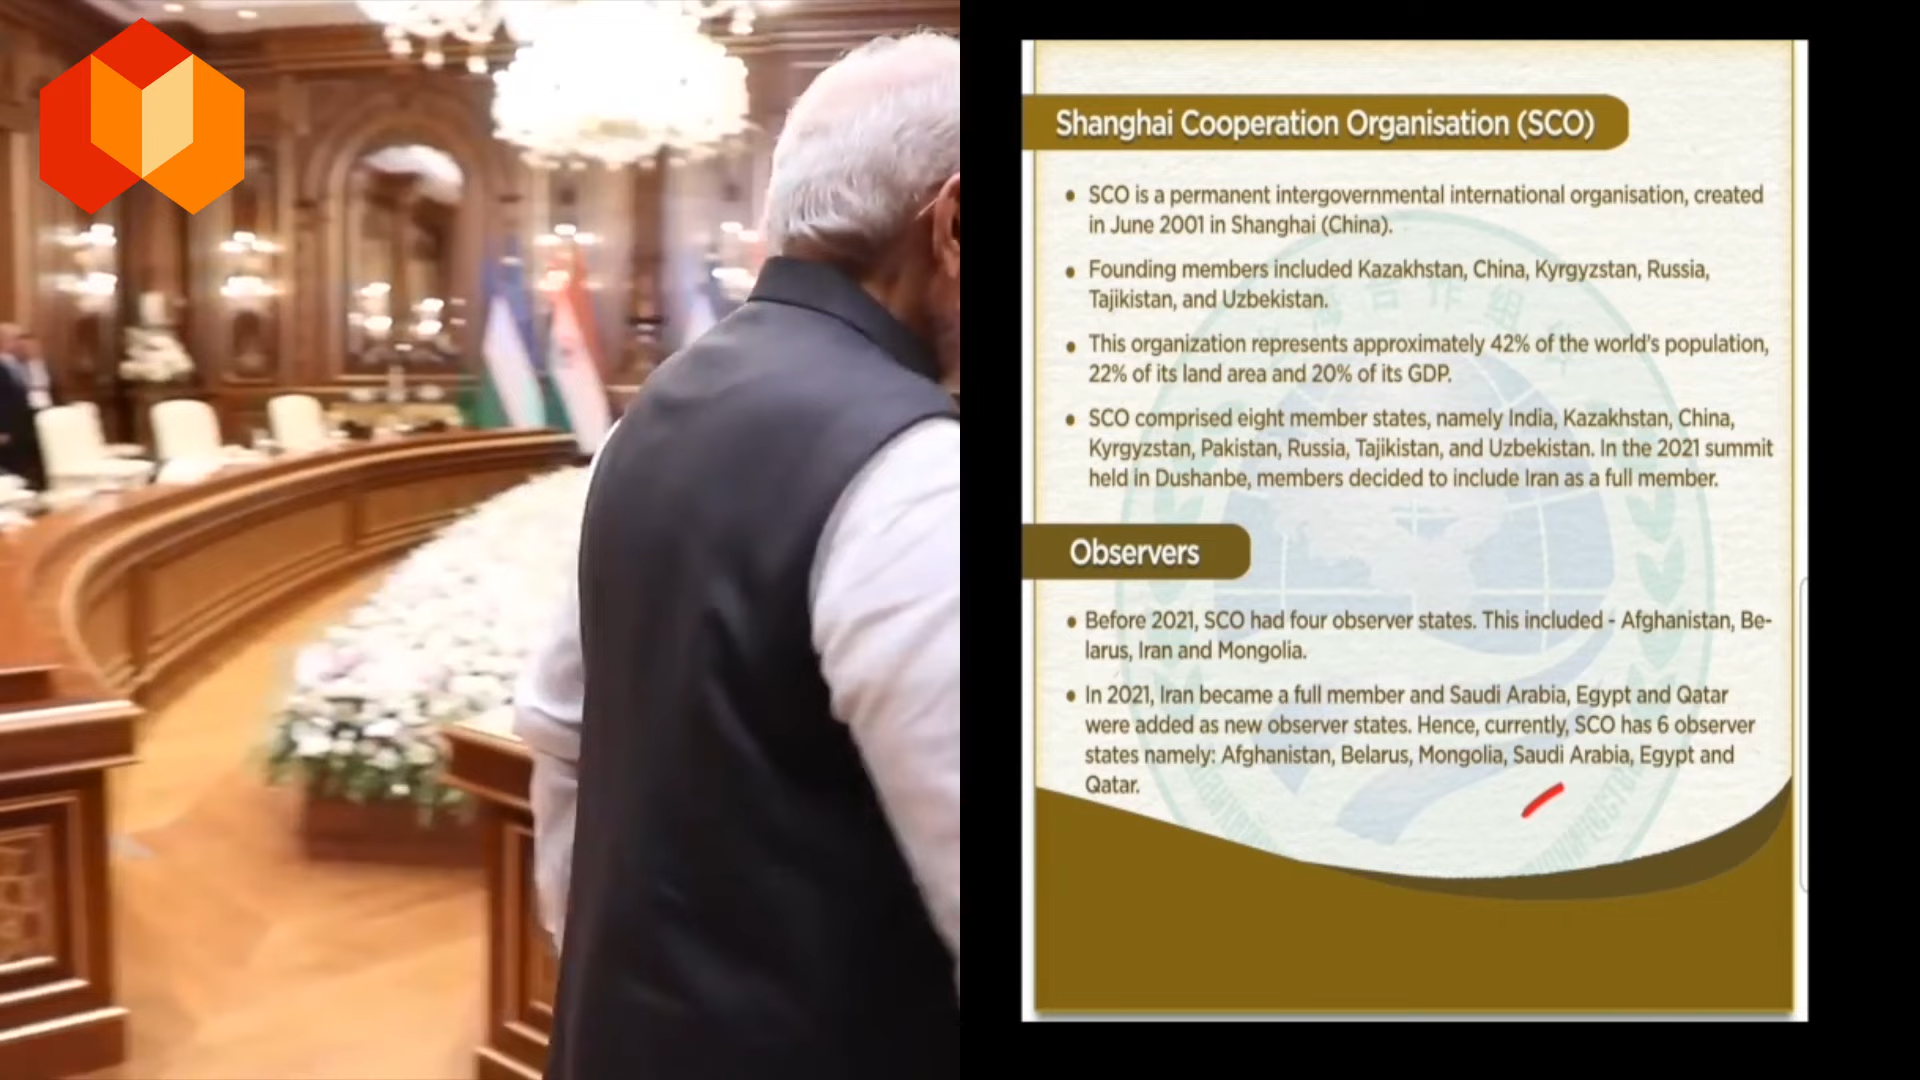 Shanghai Cooperation Organisation (SCO)
• SCO is a permanent intergovernmental international organisation, created
in June 2001 in Shanghai (China).
• Founding members included Kazakhstan, China, Kyrgyzstan, Russia,
Tajikistan, and Uzbekistan.
• This organization represents approximately 42% of the world's population,
22% of its land area and 20% of its GDP.
• SCO comprised eight member states, namely India, Kazakhstan, China,
Kyrgyzstan, Pakistan, Russia, Tajikistan, and Uzbekistan. In the 2021 summit
held in Dushanbe, members decided to include Iran as a full member.
Observers
• Before 2021, SCO had four observer states. This included - Afghanistan, Be-
larus, Iran and Mongolia.
• In 2021, Iran became a full member and Saudi Arabia, Egypt and Qatar
were added as new observer states. Hence, currently, SCO has 6 observer
states namely: Afghanistan, Belarus, Mongolia, Saudi Arabia, Egypt and
Qatar.